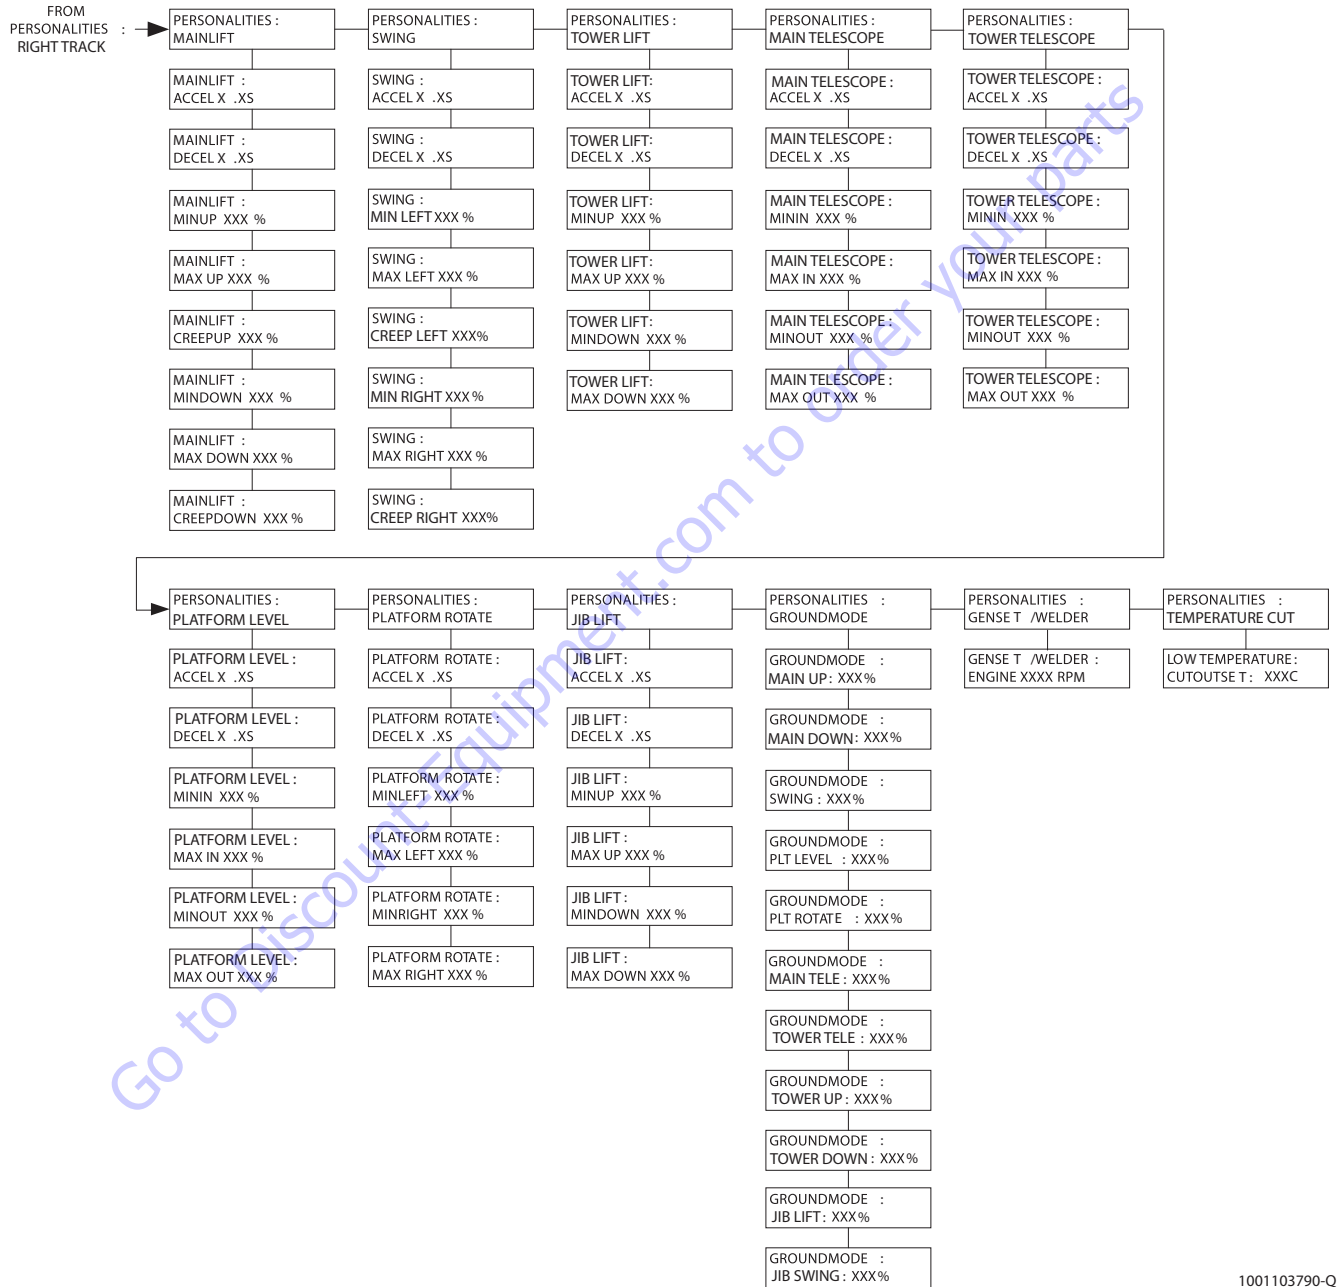 FROM
PERSONALITIES :
RIGHT TRACK
PERSONALITIES :
MAINLIFT
MAINLIFT :
ACCEL X .XS
MAINLIFT :
DECEL X .XS
MAINLIFT :
MINUP XXX %
MAINLIFT :
MAX UP XXX %
MAINLIFT :
CREEPUP XXX %
MAINLIFT :
MINDOWN XXX %
MAINLIFT :
MAX DOWN XXX %
MAINLIFT :
CREEPDOWN XXX %
PERSONALITIES :
SWING
SWING :
ACCEL X .XS
SWING :
DECEL X .XS
SWING :
MIN LEFT XXX %
SWING :
MAX LEFT XXX %
SWING :
CREEP LEFT XXX%
SWING :
MIN RIGHT XXX %
SWING :
MAX RIGHT XXX %
SWING :
CREEP RIGHT XXX%
PERSONALITIES :
TOWER LIFT
TOWER LIFT:
ACCEL X .XS
TOWER LIFT:
DECEL X .XS
TOWER LIFT:
MINUP XXX %
TOWER LIFT:
MAX UP XXX %
TOWER LIFT:
MINDOWN XXX %
TOWER LIFT:
MAX DOWN XXX %
PERSONALITIES :
MAIN TELESCOPE
MAIN TELESCOPE :
ACCEL X .XS
MAIN TELESCOPE :
DECEL X .XS
MAIN TELESCOPE :
MININ XXX %
MAIN TELESCOPE :
MAX IN XXX %
MAIN TELESCOPE :
MINOUT XXX %
MAIN TELESCOPE :
MAX OUT XXX %
PERSONALITIES :
TOWER TELESCOPE
TOWER TELESCOPE :
ACCEL X .XS
TOWER TELESCOPE :
DECEL X .XS
TOWER TELESCOPE :
MININ XXX %
TOWER TELESCOPE :
MAX IN XXX %
TOWER TELESCOPE :
MINOUT XXX %
TOWER TELESCOPE :
MAX OUT XXX %
PERSONALITIES :
PLATFORM LEVEL
PLATFORM LEVEL :
ACCEL X .XS
PLATFORM LEVEL :
DECEL X .XS
PLATFORM LEVEL :
MININ XXX %
PLATFORM LEVEL :
MAX IN XXX %
PLATFORM LEVEL :
MINOUT XXX %
PLATFORM LEVEL :
MAX OUT XXX %
PERSONALITIES :
PLATFORM ROTATE
PLATFORM ROTATE :
ACCEL X .XS
PLATFORM ROTATE :
DECEL X .XS
PLATFORM ROTATE :
MINLEFT XXX %
PLATFORM ROTATE :
MAX LEFT XXX %
PLATFORM ROTATE :
MINRIGHT XXX %
PLATFORM ROTATE :
MAX RIGHT XXX %
PERSONALITIES :
JIB LIFT
JIB LIFT :
ACCEL X .XS
JIB LIFT :
DECEL X .XS
JIB LIFT :
MINUP XXX %
JIB LIFT :
MAX UP XXX %
JIB LIFT :
MINDOWN XXX %
JIB LIFT :
MAX DOWN XXX %
PERSONALITIES :
GROUNDMODE
GROUNDMODE :
MAIN UP : XXX%
GROUNDMODE :
MAIN DOWN : XXX%
GROUNDMODE :
SWING : XXX%
GROUNDMODE :
PLT LEVEL : XXX%
GROUNDMODE :
PLT ROTATE : XXX%
GROUNDMODE :
MAIN TELE : XXX%
GROUNDMODE :
TOWER TELE : XXX%
GROUNDMODE :
TOWER UP : XXX%
GROUNDMODE :
TOWER DOWN : XXX%
GROUNDMODE :
JIB LIFT : XXX%
GROUNDMODE :
JIB SWING : XXX%
PERSONALITIES :
GENSE T /WELDER
GENSE T /WELDER :
ENGINE XXXX RPM
PERSONALITIES :
TEMPERATURE CUT
LOW TEMPERATURE :
CUTOUTSE T : XXXC
Go to Discount-Equipment.com to order your parts
1001103790-Q